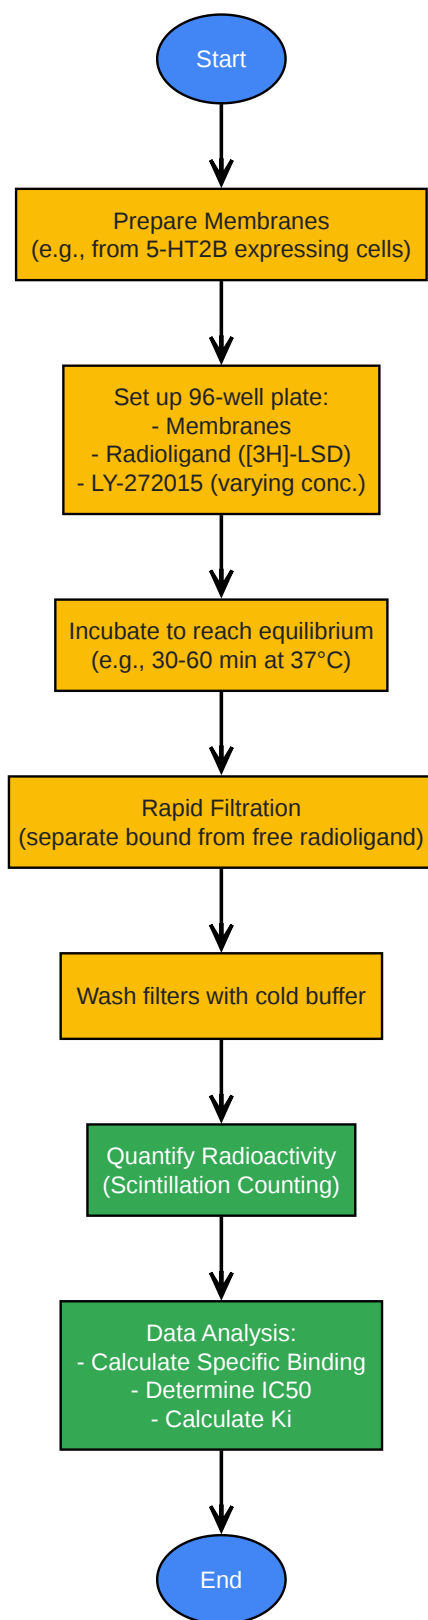 Start
Prepare Membranes
(e.g., from 5-HT2B expressing cells)
Set up 96-well plate:
- Membranes
- Radioligand ([3H]-LSD)
- LY-272015 (varying conc.)
Incubate to reach equilibrium
(e.g., 30-60 min at 37°C)
Rapid Filtration
(separate bound from free radioligand)
Wash filters with cold buffer
Quantify Radioactivity
(Scintillation Counting)
Data Analysis:
- Calculate Specific Binding
- Determine IC50
- Calculate Ki
End